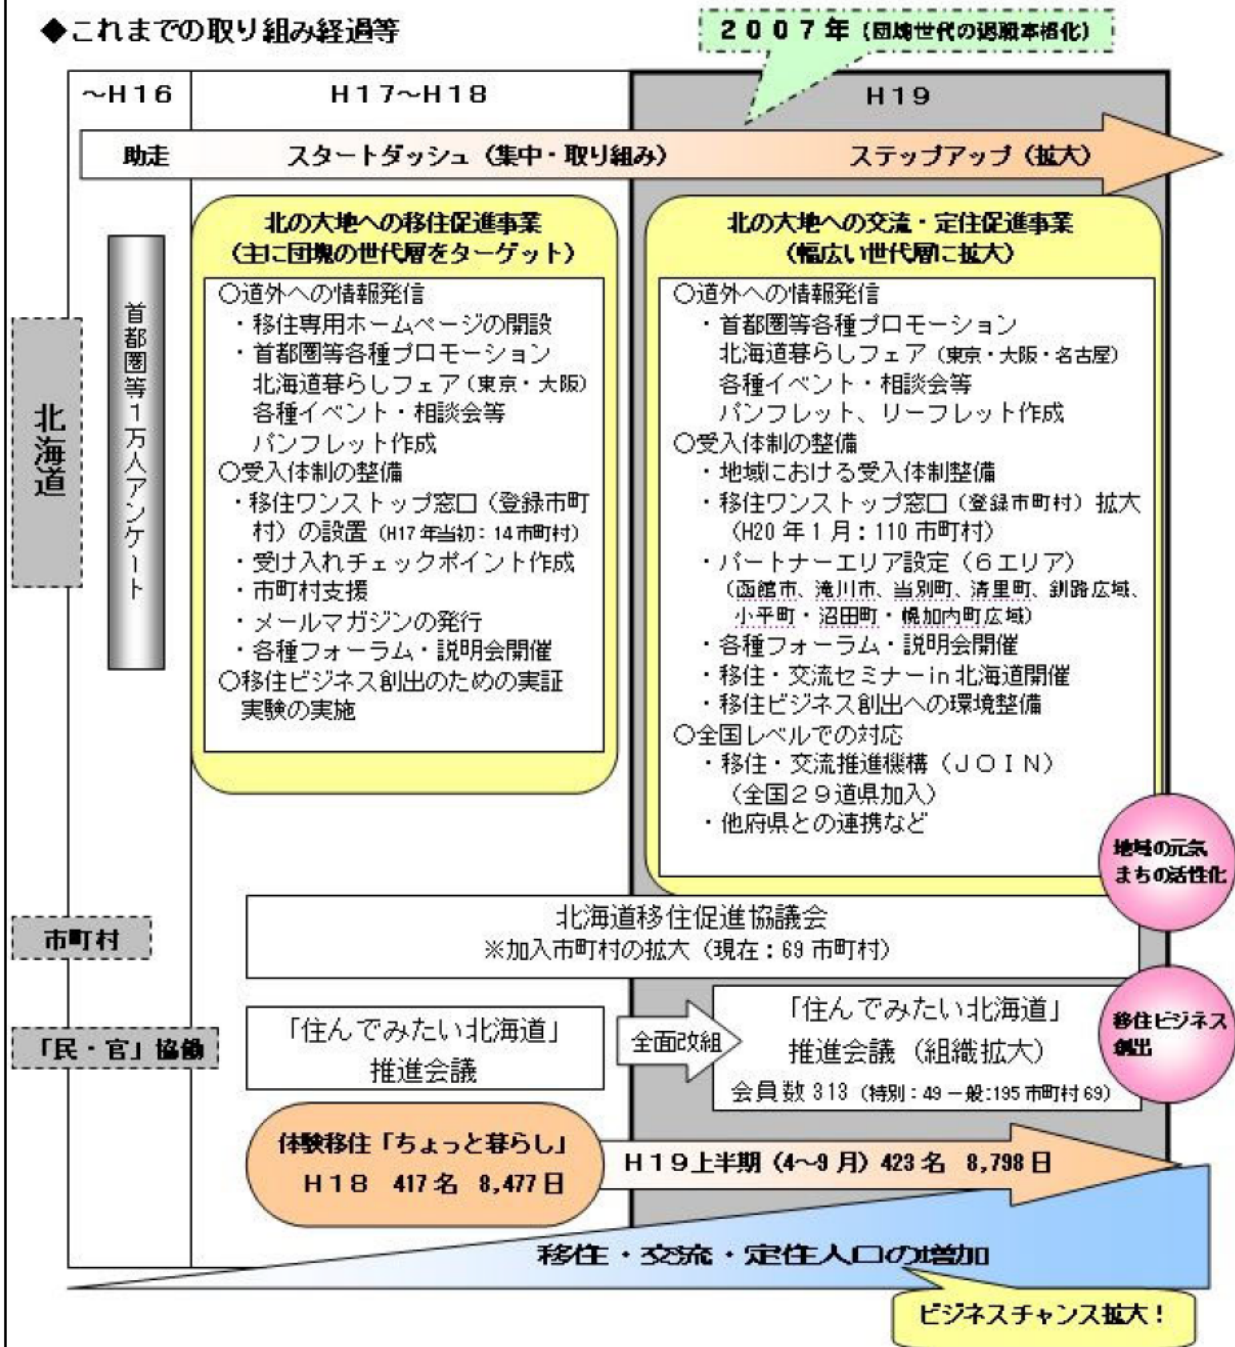 ◆これまでの取り組み経過等
2007年（団塊世代の退職本格化）
～H16
H17～H18
H19
助走
スタートダッシュ（集中・取り組み）
ステップアップ（拡大）
北海道
首都圏等1万人アンケート
北の大地への移住促進事業
（主に団塊の世代層をターゲット）
○道外への情報発信
・移住専用ホームページの開設
・首都圏等各種プロモーション
北海道暮らしフェア（東京・大阪）
各種イベント・相談会等
パンフレット作成
○受入体制の整備
・移住ワンストップ窓口（登録市町
村）の設置（H17年当初：14市町村）
・受け入れチェックポイント作成
・市町村支援
・メールマガジンの発行
・各種フォーラム・説明会開催
○移住ビジネス創出のための実証
実験の実施
北の大地への交流・定住促進事業
（幅広い世代層に拡大）
○道外への情報発信
・首都圏等各種プロモーション
北海道暮らしフェア（東京・大阪・名古屋）
各種イベント・相談会等
パンフレット、リーフレット作成
○受入体制の整備
・地域における受入体制整備
・移住ワンストップ窓口（登録市町村）拡大
（H20年1月：110市町村）
・パートナーエリア設定（6エリア）
（函館市、滝川市、当別町、清里町、釧路広域、
小平町・沼田町・幌加内町広域）
・各種フォーラム・説明会開催
・移住・交流セミナーin北海道開催
・移住ビジネス創出への環境整備
○全国レベルでの対応
・移住・交流推進機構（JOIN）
（全国29道県加入）
・他府県との連携など
地域の元気
まちの活性化
市町村
北海道移住促進協議会
※加入市町村の拡大（現在：69市町村）
「民・官」協働
「住んでみたい北海道」
推進会議
全面改組
「住んでみたい北海道」
推進会議（組織拡大）
会員数313（特別：49一般：195市町村69）
移住ビジネス
創出
体験移住「ちょっと暮らし」
H18 417名 8,477日
H19上半期（4～9月）423名 8,798日
移住・交流・定住人口の増加
ビジネスチャンス拡大！